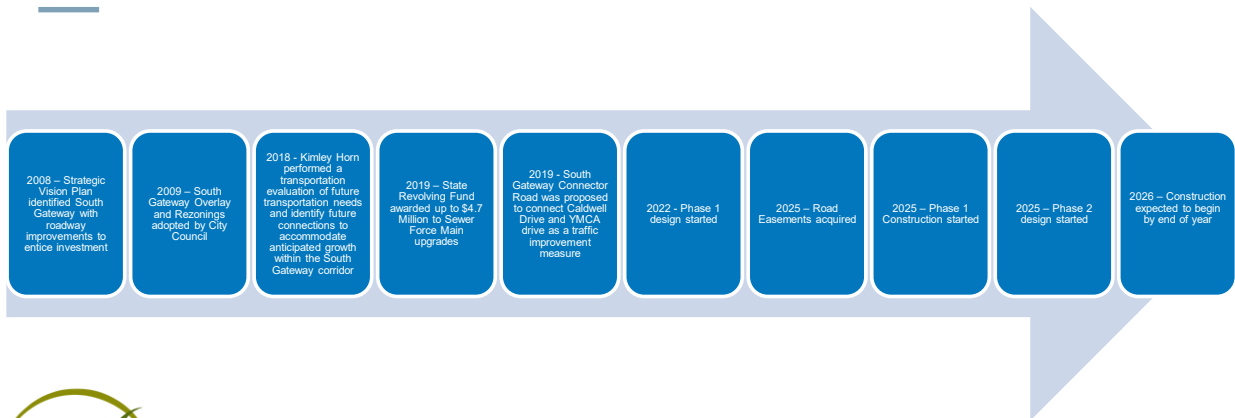 2008 – Strategic
Vision Plan
identified South
Gateway with
roadway
improvements to
entice investment
2009 – South
Gateway Overlay
and Rezonings
adopted by City
Council
2018 - Kimley Horn
performed a
transportation
evaluation of future
transportation needs
and identify future
connections to
accommodate
anticipated growth
within the South
Gateway corridor
2019 – State
Revolving Fund
awarded up to $4.7
Million to Sewer
Force Main
upgrades
2019 - South
Gateway Connector
Road was proposed
to connect Caldwell
Drive and YMCA
drive as a traffic
improvement
measure
2022 - Phase 1
design started
2025 – Road
Easements acquired
2025 – Phase 1
Construction started
2025 – Phase 2
design started
2026 – Construction
expected to begin
by end of year